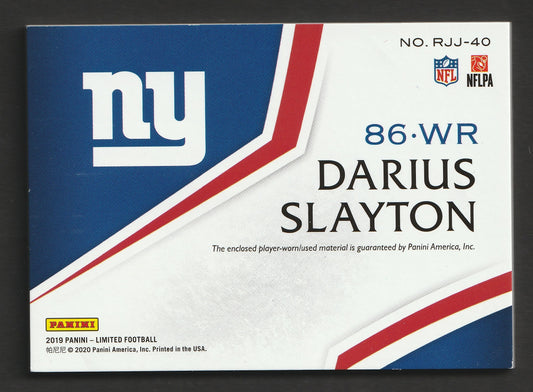 NO. RJJ-40
ny
NFL
NFLPA
86·WR
DARIUS
SLAYTON
The enclosed player-worn/used material is guaranteed by Panini America, Inc.
PANINI
2019 PANINI – LIMITED FOOTBALL
帕尼尼 © 2020 Panini America, Inc. Printed in the USA.